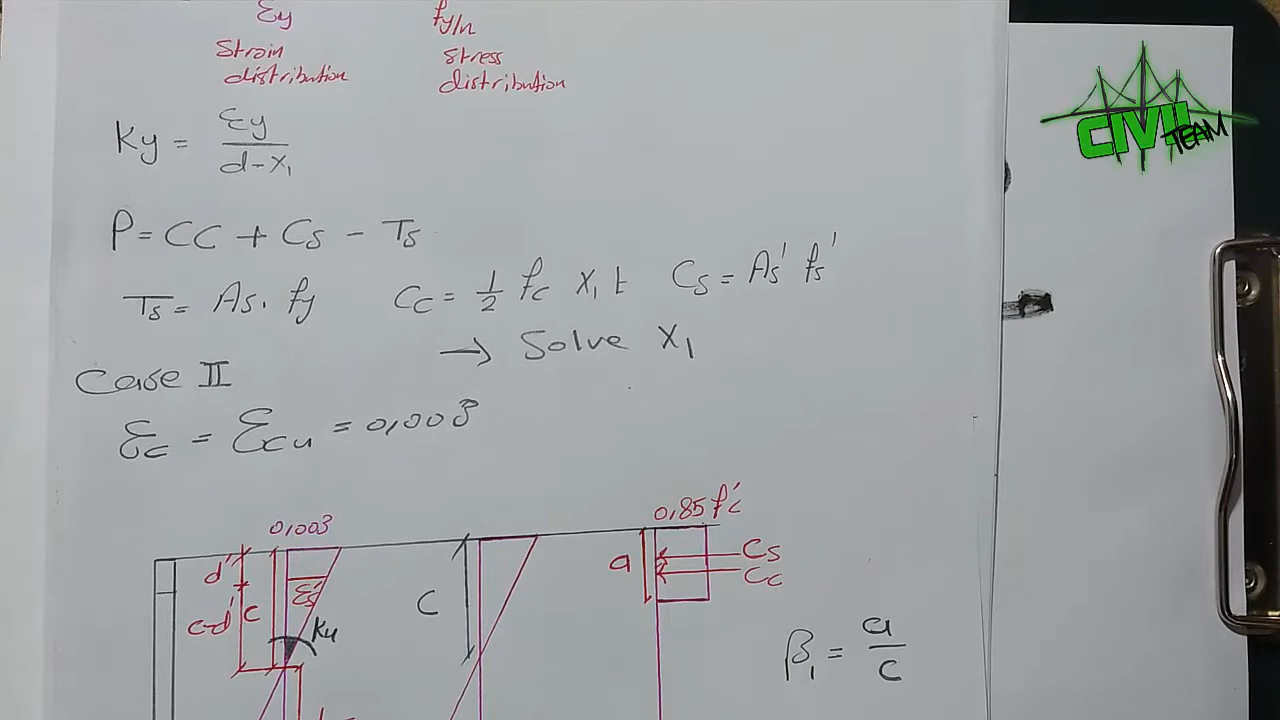 εy fy/n
Strain stress
distribution distribution
Ky = εy / d-x₁
P = CC + Cs - Ts
Ts = As. fy Cc = 1/2 fc x₁ t Cs = As' fs'
→ Solve x₁
Case II
εc = εcu = 0,003
0,003 0,85 f'c
d' εs' a Cs
c-d' c Ku C Cc
β₁ = a / c
CIVIL
TEAM